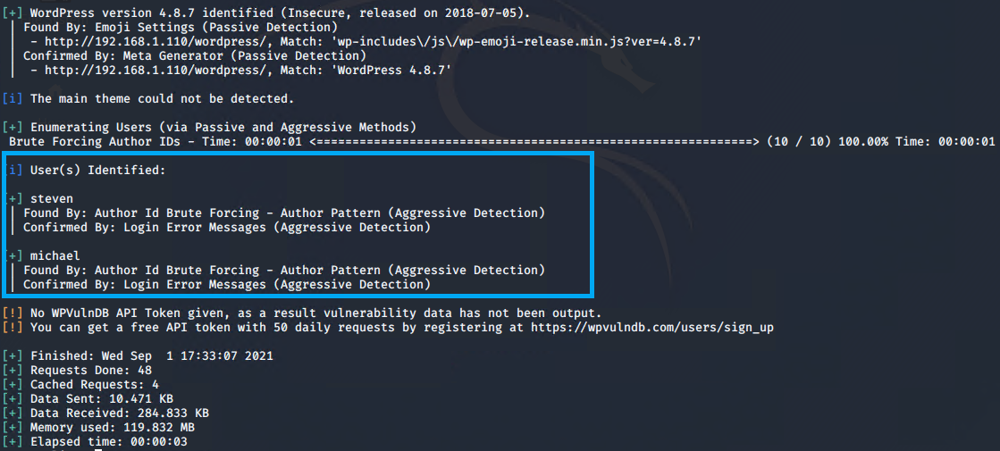 [+] WordPress version 4.8.7 identified (Insecure, released on 2018-07-05).
| Found By: Emoji Settings (Passive Detection)
|  - http://192.168.1.110/wordpress/, Match: 'wp-includes\/js\/wp-emoji-release.min.js?ver=4.8.7'
| Confirmed By: Meta Generator (Passive Detection)
|  - http://192.168.1.110/wordpress/, Match: 'WordPress 4.8.7'
[i] The main theme could not be detected.
[+] Enumerating Users (via Passive and Aggressive Methods)
Brute Forcing Author IDs - Time: 00:00:01 <=============================================================> (10 / 10) 100.00% Time: 00:00:01
[i] User(s) Identified:
[+] steven
| Found By: Author Id Brute Forcing - Author Pattern (Aggressive Detection)
| Confirmed By: Login Error Messages (Aggressive Detection)
[+] michael
| Found By: Author Id Brute Forcing - Author Pattern (Aggressive Detection)
| Confirmed By: Login Error Messages (Aggressive Detection)
[!] No WPVulnDB API Token given, as a result vulnerability data has not been output.
[!] You can get a free API token with 50 daily requests by registering at https://wpvulndb.com/users/sign_up
[+] Finished: Wed Sep  1 17:33:07 2021
[+] Requests Done: 48
[+] Cached Requests: 4
[+] Data Sent: 10.471 KB
[+] Data Received: 284.833 KB
[+] Memory used: 119.832 MB
[+] Elapsed time: 00:00:03